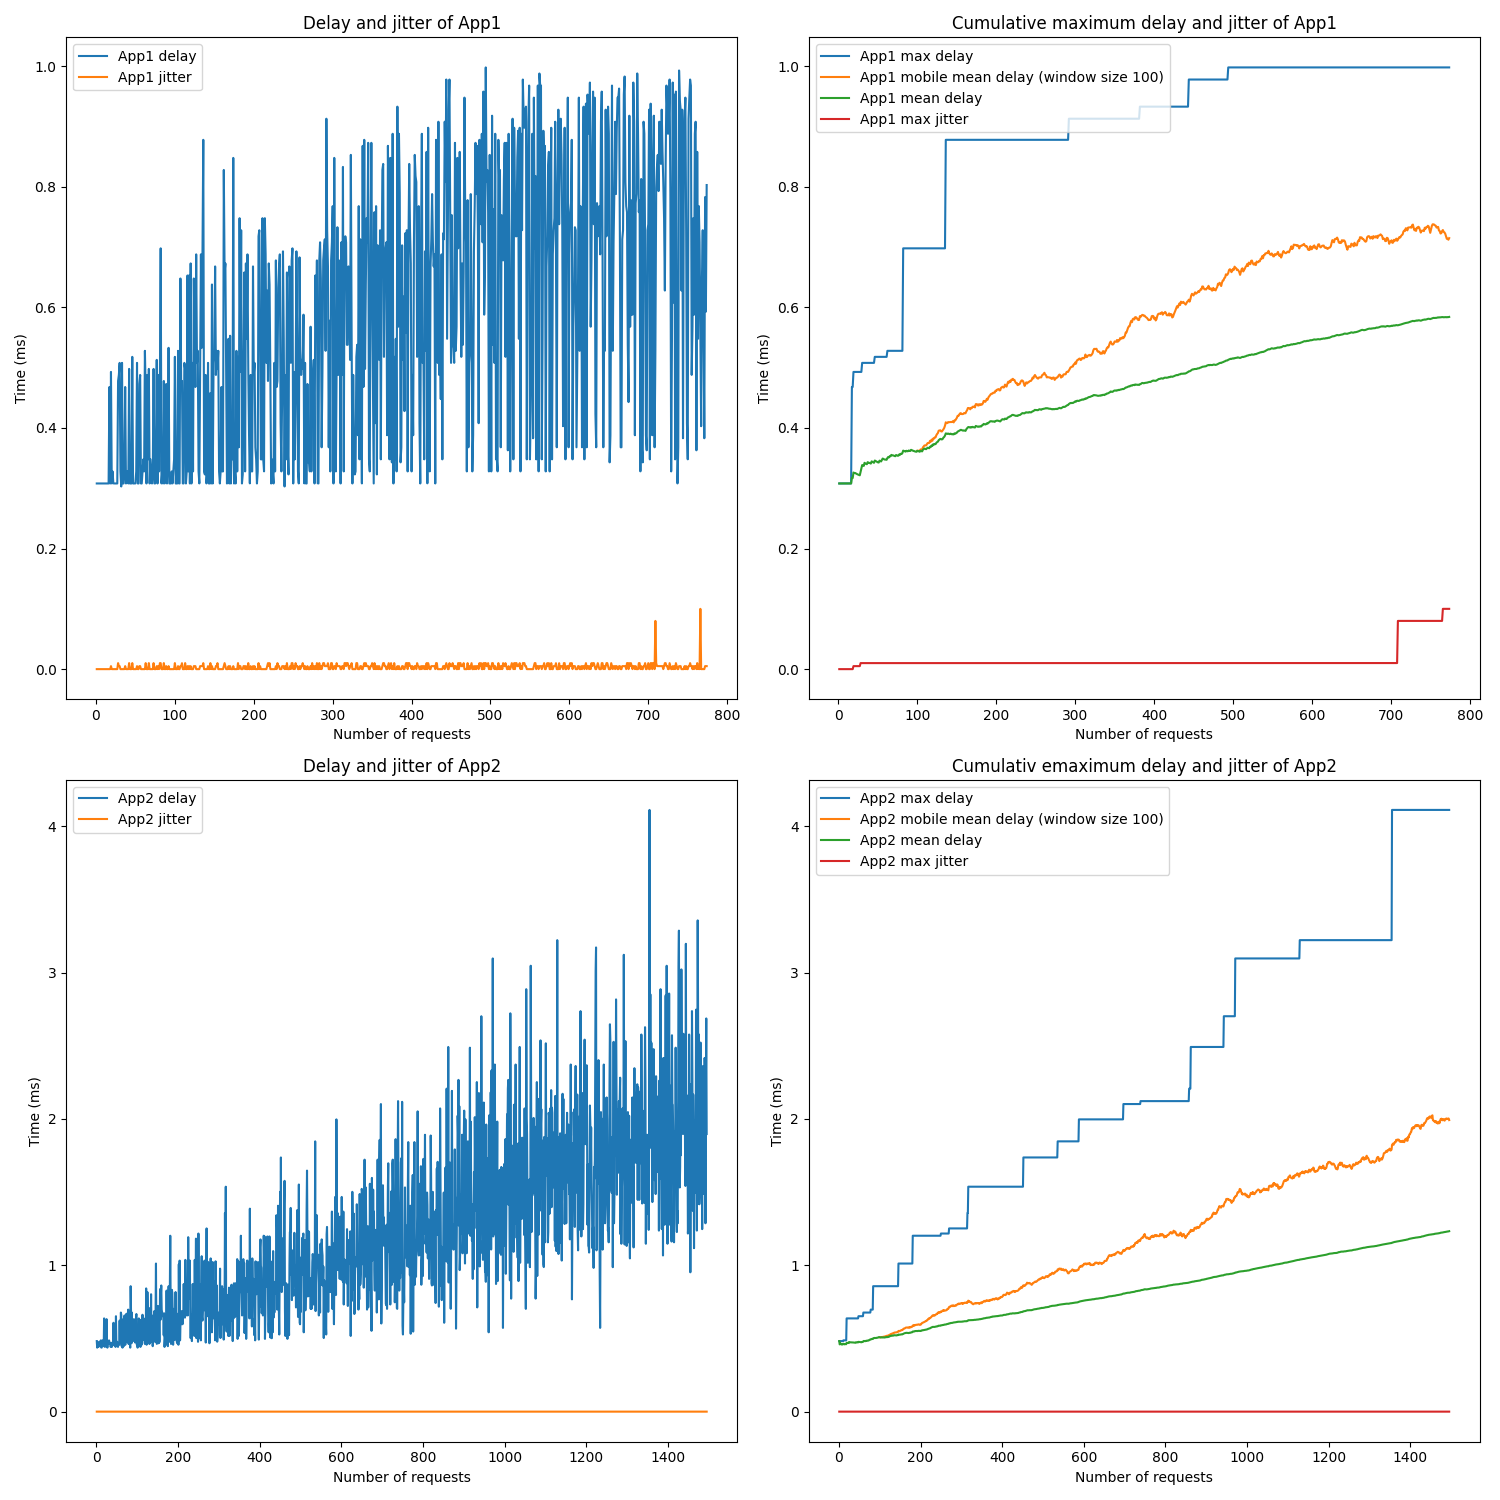 Delay and jitter of App1
App1 delay
App1 jitter
1.0
0.8
0.6
0.4
0.2
0.0
Time (ms)
0 100 200 300 400 500 600 700 800
Number of requests
Cumulative maximum delay and jitter of App1
App1 max delay
App1 mobile mean delay (window size 100)
App1 mean delay
App1 max jitter
1.0
0.8
0.6
0.4
0.2
0.0
Time (ms)
0 100 200 300 400 500 600 700 800
Number of requests
Delay and jitter of App2
App2 delay
App2 jitter
4
3
2
1
0
Time (ms)
0 200 400 600 800 1000 1200 1400
Number of requests
Cumulativ emaximum delay and jitter of App2
App2 max delay
App2 mobile mean delay (window size 100)
App2 mean delay
App2 max jitter
4
3
2
1
0
Time (ms)
0 200 400 600 800 1000 1200 1400
Number of requests